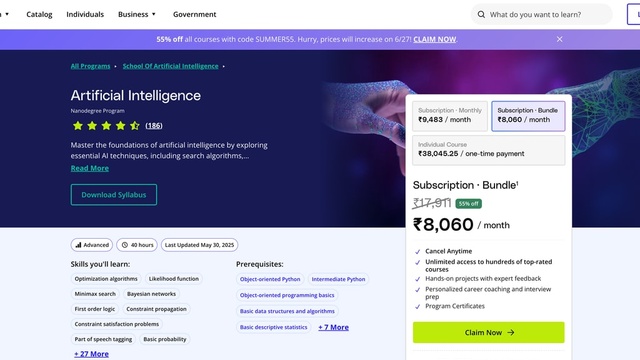 Catalog Individuals Business ▾ Government What do you want to learn?
55% off all courses with code SUMMER55. Hurry, prices will increase on 6/27! CLAIM NOW.
All Programs • School Of Artificial Intelligence •
Artificial Intelligence
Nanodegree Program
(186)
Master the foundations of artificial intelligence by exploring
essential AI techniques, including search algorithms,...
Read More
Download Syllabus
Subscription - Monthly
₹9,483 / month
Subscription · Bundle
₹8,060 / month
Individual Course
₹38,045.25 / one-time payment
Subscription · Bundle¹
₹17,911 55% off
₹8,060 / month
Cancel Anytime
Unlimited access to hundreds of top-rated
courses
Hands-on projects with expert feedback
Personalized career coaching and interview
prep
Program Certificates
Claim Now →
Advanced 40 hours Last Updated May 30, 2025
Skills you'll learn:
Optimization algorithms Likelihood function
Minimax search Bayesian networks
First order logic Constraint propagation
Constraint satisfaction problems
Part of speech tagging Basic probability
+ 27 More
Prerequisites:
Object-oriented Python Intermediate Python
Object-oriented programming basics
Basic data structures and algorithms
Basic descriptive statistics + 7 More